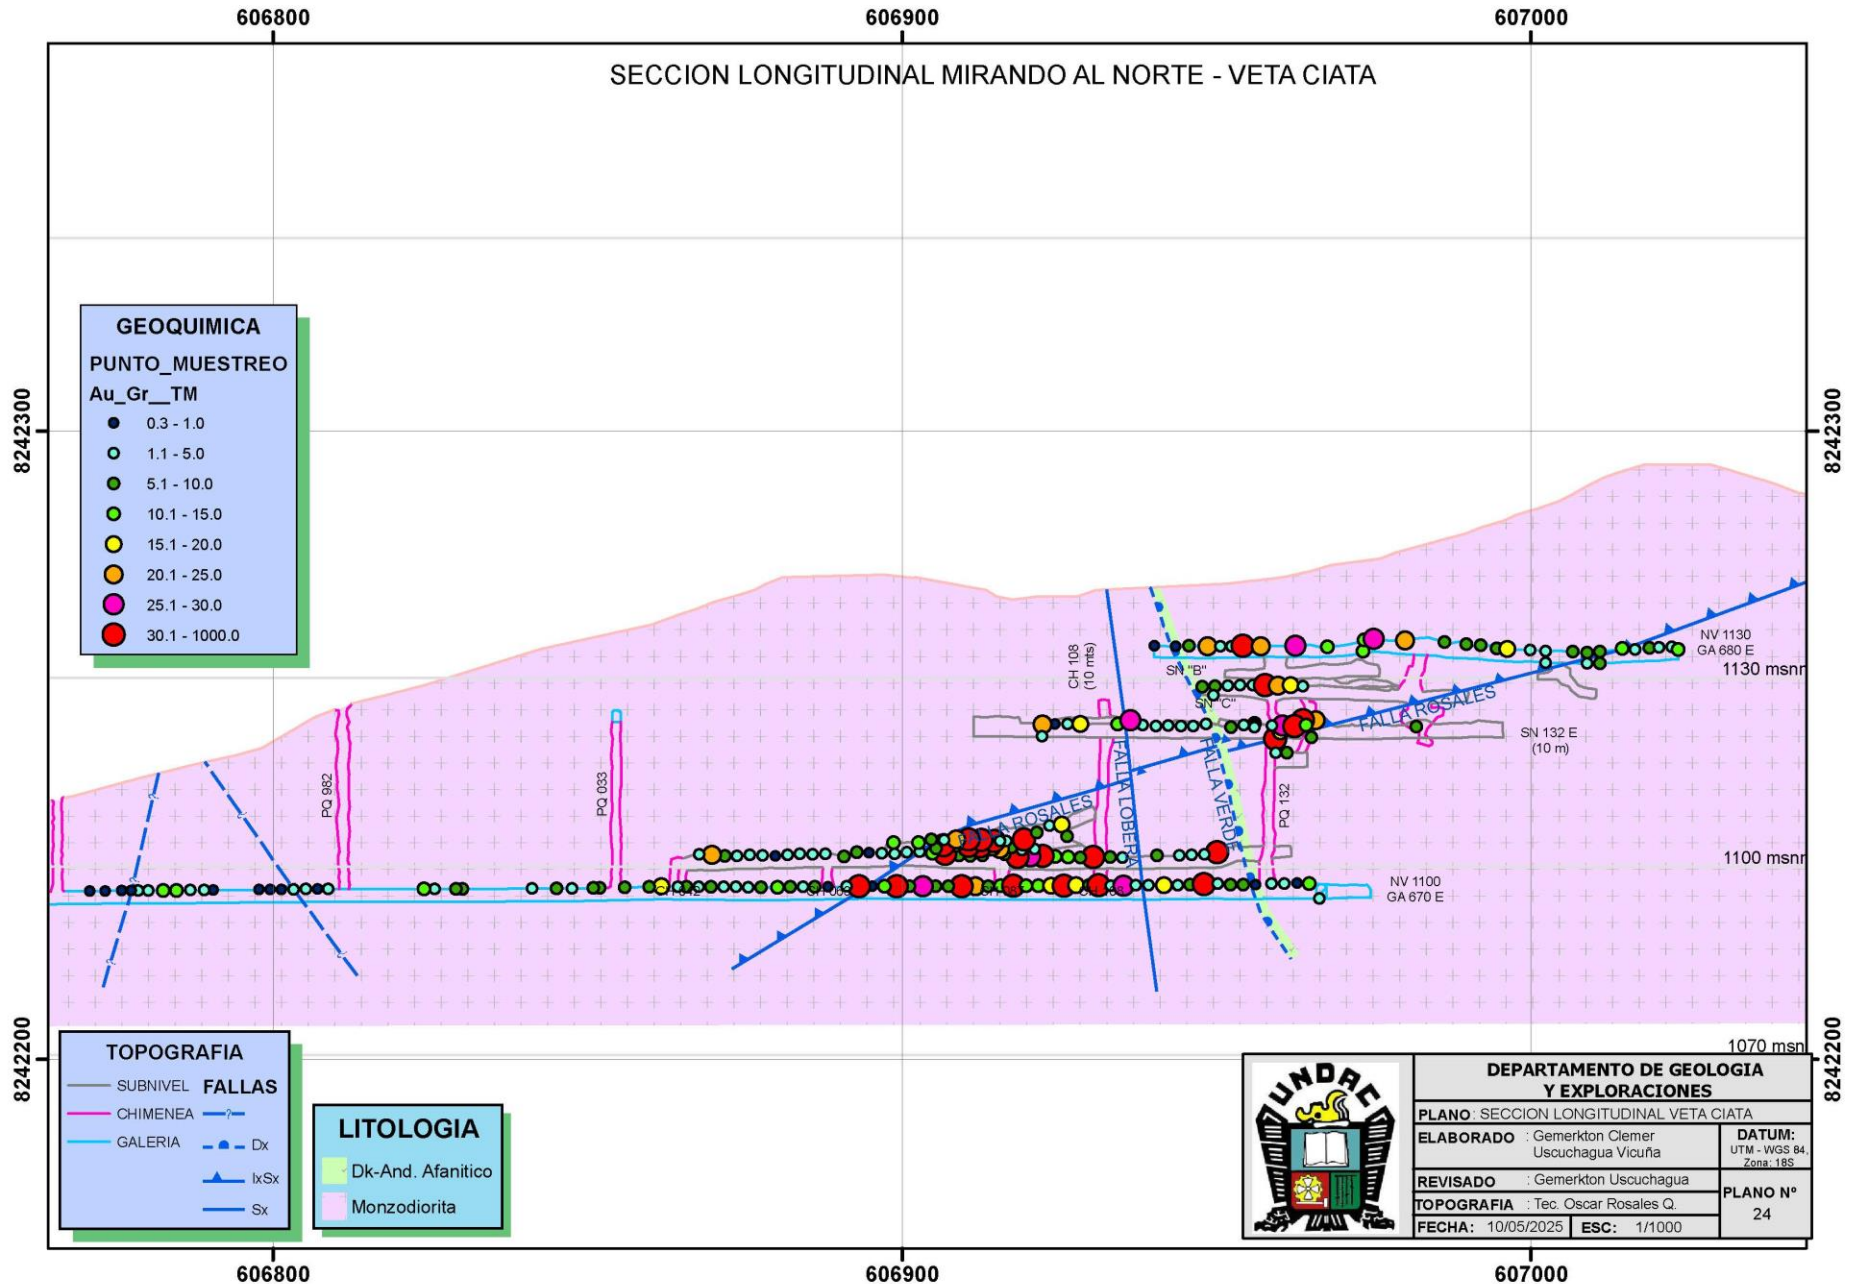 606800
606900
607000
SECCION LONGITUDINAL MIRANDO AL NORTE - VETA CIATA
GEOQUIMICA
PUNTO_MUESTREO
Au_Gr__TM
0.3 - 1.0
1.1 - 5.0
5.1 - 10.0
10.1 - 15.0
15.1 - 20.0
20.1 - 25.0
25.1 - 30.0
30.1 - 1000.0
8242300
8242300
NV 1130
GA 680 E
1130 msnm
CH 108
(10 mts)
SN "B"
SN "C"
FALLA ROSALES
SN 132 E
(10 m)
PQ 982
PQ 033
FALLA ROSALES
FALLA LOBERA
FALLA VERDE
PQ 132
1100 msnm
NV 1100
GA 670 E
8242200
8242200
1070 msn
TOPOGRAFIA
SUBNIVEL
CHIMENEA
GALERIA
FALLAS
?
Dx
IxSx
Sx
LITOLOGIA
Dk-And. Afanitico
Monzodiorita
UNDAC
DEPARTAMENTO DE GEOLOGIA
Y EXPLORACIONES
PLANO : SECCION LONGITUDINAL VETA CIATA
ELABORADO : Gemerkton Clemer
Uscuchagua Vicuña
DATUM:
UTM - WGS 84,
Zona: 18S
REVISADO : Gemerkton Uscuchagua
TOPOGRAFIA : Tec. Oscar Rosales Q.
PLANO Nº
24
FECHA: 10/05/2025 ESC: 1/1000
606800
606900
607000